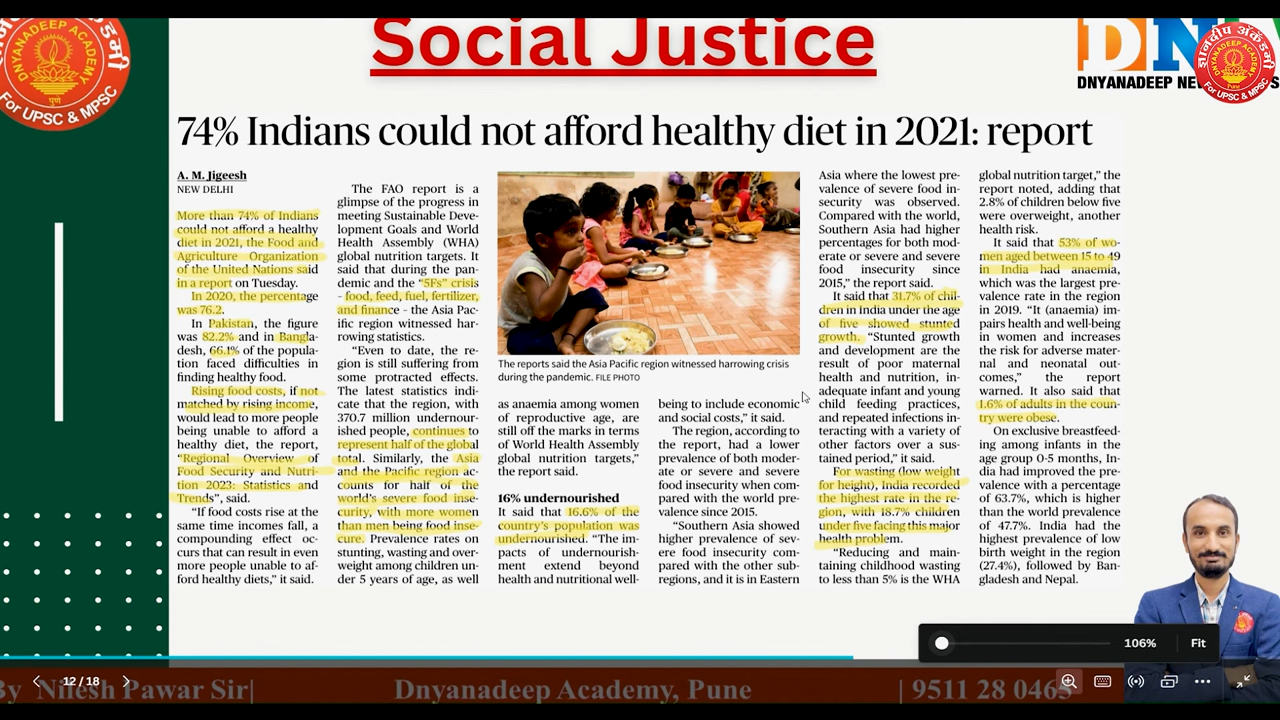 Social Justice
DNYANADEEP ACADEMY
पुणे
For UPSC & MPSC
DN
DNYANADEEP NE
ज्ञानदीप अकॅडमी
DNYANADEEP ACADEMY
Pune
For UPSC & MPSC
74% Indians could not afford healthy diet in 2021: report
A. M. Jigeesh
NEW DELHI
More than 74% of Indians
could not afford a healthy
diet in 2021, the Food and
Agriculture Organization
of the United Nations said
in a report on Tuesday.
In 2020, the percentage
was 76.2.
In Pakistan, the figure
was 82.2% and in Bangla-
desh, 66.1% of the popula-
tion faced difficulties in
finding healthy food.
Rising food costs, if not
matched by rising income,
would lead to more people
being unable to afford a
healthy diet, the report,
“Regional Overview of
Food Security and Nutri-
tion 2023: Statistics and
Trends”, said.
“If food costs rise at the
same time incomes fall, a
compounding effect oc-
curs that can result in even
more people unable to af-
ford healthy diets,” it said.
The FAO report is a
glimpse of the progress in
meeting Sustainable Deve-
lopment Goals and World
Health Assembly (WHA)
global nutrition targets. It
said that during the pan-
demic and the “5Fs” crisis
- food, feed, fuel, fertilizer,
and finance - the Asia Pac-
ific region witnessed har-
rowing statistics.
“Even to date, the re-
gion is still suffering from
some protracted effects.
The latest statistics indi-
cate that the region, with
370.7 million undernour-
ished people, continues to
represent half of the global
total. Similarly, the Asia
and the Pacific region ac-
counts for half of the
world’s severe food inse-
curity, with more women
than men being food inse-
cure. Prevalence rates on
stunting, wasting and over-
weight among children un-
der 5 years of age, as well
The reports said the Asia Pacific region witnessed harrowing crisis
during the pandemic. FILE PHOTO
as anaemia among women
of reproductive age, are
still off the marks in terms
of World Health Assembly
global nutrition targets,”
the report said.
16% undernourished
It said that 16.6% of the
country’s population was
undernourished. “The im-
pacts of undernourish-
ment extend beyond
health and nutritional well-
being to include economic
and social costs,” it said.
The region, according to
the report, had a lower
prevalence of both moder-
ate or severe and severe
food insecurity when com-
pared with the world pre-
valence since 2015.
“Southern Asia showed
higher prevalence of sev-
ere food insecurity com-
pared with the other sub-
regions, and it is in Eastern
Asia where the lowest pre-
valence of severe food in-
security was observed.
Compared with the world,
Southern Asia had higher
percentages for both mod-
erate or severe and severe
food insecurity since
2015,” the report said.
It said that 31.7% of chil-
dren in India under the age
of five showed stunted
growth. “Stunted growth
and development are the
result of poor maternal
health and nutrition, in-
adequate infant and young
child feeding practices,
and repeated infections in-
teracting with a variety of
other factors over a sus-
tained period,” it said.
For wasting (low weight
for height), India recorded
the highest rate in the re-
gion, with 18.7% children
under five facing this major
health problem.
“Reducing and main-
taining childhood wasting
to less than 5% is the WHA
global nutrition target,” the
report noted, adding that
2.8% of children below five
were overweight, another
health risk.
It said that 53% of wo-
men aged between 15 to 49
in India had anaemia,
which was the largest pre-
valence rate in the region
in 2019. “It (anaemia) im-
pairs health and well-being
in women and increases
the risk for adverse mater-
nal and neonatal out-
comes,” the report
warned. It also said that
1.6% of adults in the coun-
try were obese.
On exclusive breastfeed-
ing among infants in the
age group 0-5 months, In-
dia had improved the pre-
valence with a percentage
of 63.7%, which is higher
than the world prevalence
of 47.7%. India had the
highest prevalence of low
birth weight in the region
(27.4%), followed by Ban-
gladesh and Nepal.
106% Fit
12 / 18
By Nilesh Pawar Sir| Dnyanadeep Academy, Pune | 9511 28 0465